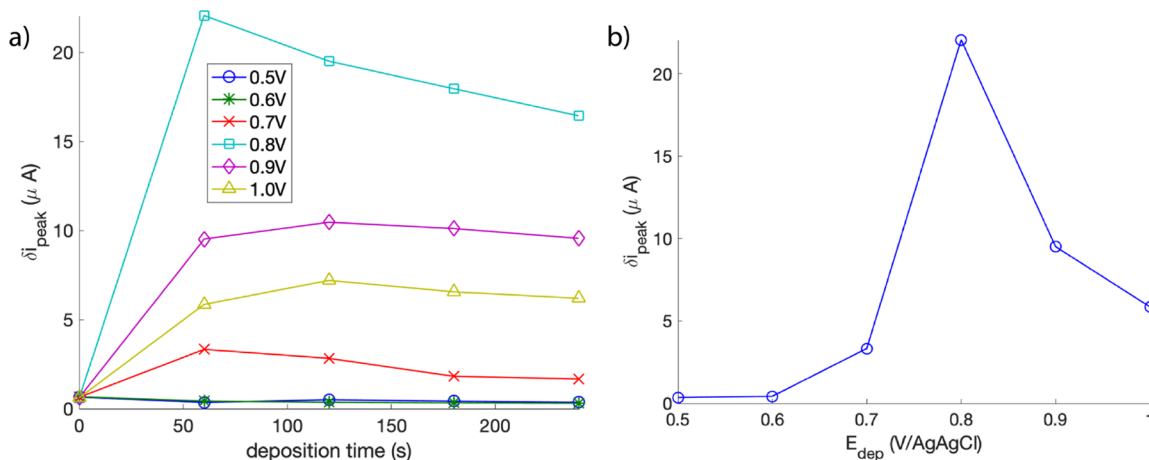 a)
δi_peak (μ A)
20
15
10
5
0
0.5V
0.6V
0.7V
0.8V
0.9V
1.0V
0 50 100 150 200
deposition time (s)
b)
δi_peak (μ A)
20
15
10
5
0
0.5 0.6 0.7 0.8 0.9 1
E_dep (V/AgAgCl)